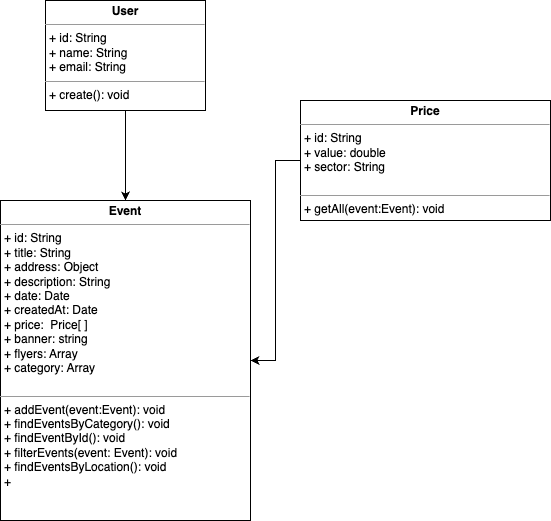 User
+ id: String
+ name: String
+ email: String
+ create(): void
Price
+ id: String
+ value: double
+ sector: String
+ getAll(event:Event): void
Event
+ id: String
+ title: String
+ address: Object
+ description: String
+ date: Date
+ createdAt: Date
+ price:  Price[ ]
+ banner: string
+ flyers: Array
+ category: Array
+ addEvent(event:Event): void
+ findEventsByCategory(): void
+ findEventById(): void
+ filterEvents(event: Event): void
+ findEventsByLocation(): void
+